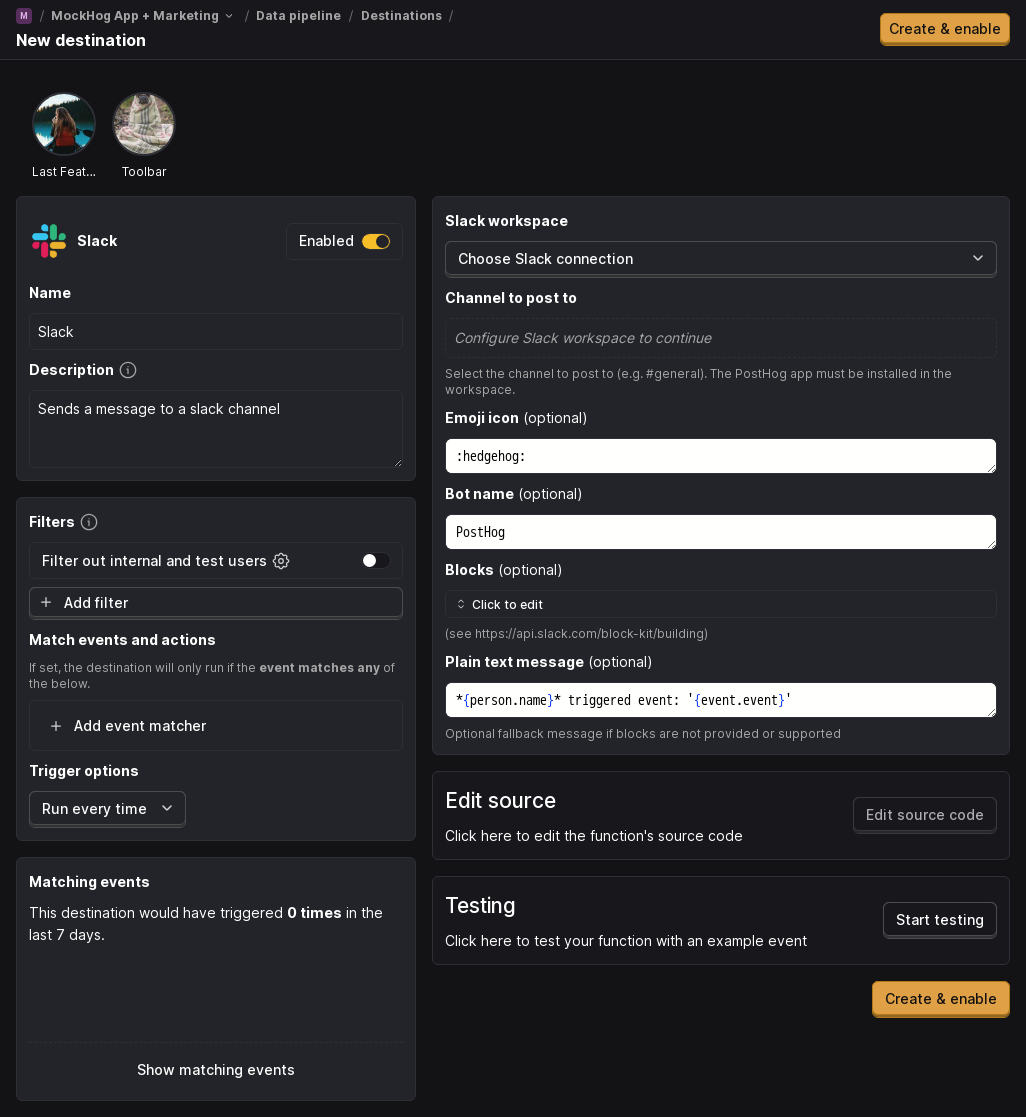 M / MockHog App + Marketing / Data pipeline / Destinations /
New destination
Create & enable
Last Feat...
Toolbar
Slack
Enabled
Name
Slack
Description
Sends a message to a slack channel
Filters
Filter out internal and test users
Add filter
Match events and actions
If set, the destination will only run if the event matches any of
the below.
Add event matcher
Trigger options
Run every time
Matching events
This destination would have triggered 0 times in the
last 7 days.
Show matching events
Slack workspace
Choose Slack connection
Channel to post to
Configure Slack workspace to continue
Select the channel to post to (e.g. #general). The PostHog app must be installed in the
workspace.
Emoji icon (optional)
:hedgehog:
Bot name (optional)
PostHog
Blocks (optional)
Click to edit
(see https://api.slack.com/block-kit/building)
Plain text message (optional)
*{person.name}* triggered event: '{event.event}'
Optional fallback message if blocks are not provided or supported
Edit source
Click here to edit the function's source code
Edit source code
Testing
Click here to test your function with an example event
Start testing
Create & enable